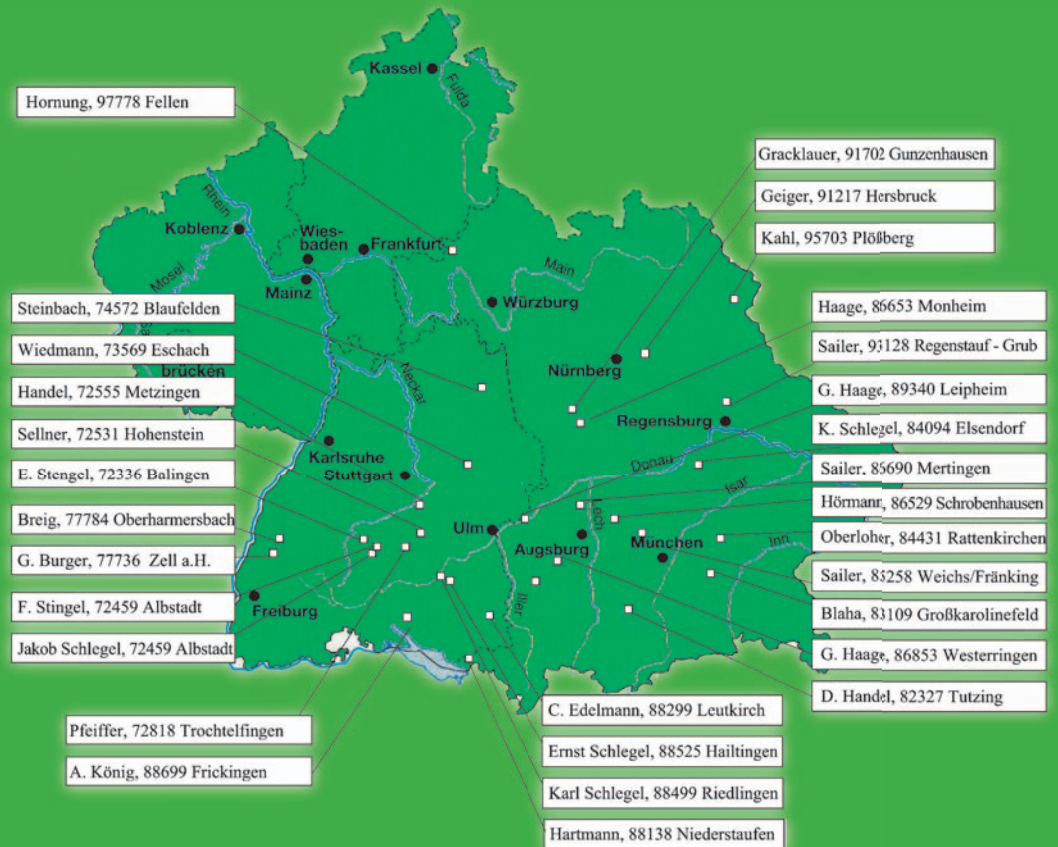 Kassel
Fulda
Hornung, 97778 Fellen
Gracklauer, 91702 Gunzenhausen
Geiger, 91217 Hersbruck
Kahl, 95703 Plößberg
Rhein
Koblenz
Wies-
baden
Frankfurt
Mosel
Main
Mainz
Würzburg
Steinbach, 74572 Blaufelden
Wiedmann, 73569 Eschach
Handel, 72555 Metzingen
Sellner, 72531 Hohenstein
E. Stengel, 72336 Balingen
Breig, 77784 Oberharmersbach
G. Burger, 77736 Zell a.H.
F. Stingel, 72459 Albstadt
Jakob Schlegel, 72459 Albstadt
brücken
Neckar
Nürnberg
Regensburg
Karlsruhe
Stuttgart
Donau
Isar
Lech
Inn
Ulm
Augsburg
München
Iller
Freiburg
Haage, 86653 Monheim
Sailer, 93128 Regenstauf - Grub
G. Haage, 89340 Leipheim
K. Schlegel, 84094 Elsendorf
Sailer, 85690 Mertingen
Hörmann, 86529 Schrobenhausen
Oberloher, 84431 Rattenkirchen
Sailer, 85258 Weichs/Fränking
Blaha, 83109 Großkarolinefeld
G. Haage, 86853 Westerringen
D. Handel, 82327 Tutzing
Pfeiffer, 72818 Trochtelfingen
A. König, 88699 Frickingen
C. Edelmann, 88299 Leutkirch
Ernst Schlegel, 88525 Hailtingen
Karl Schlegel, 88499 Riedlingen
Hartmann, 88138 Niederstaufen